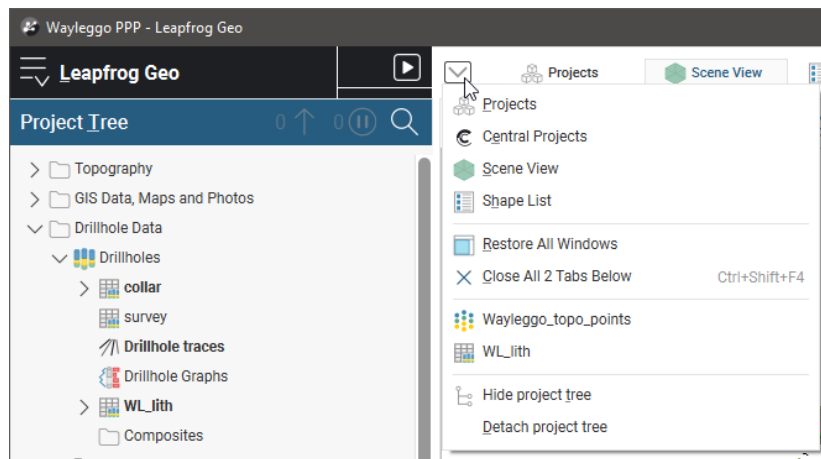 Wayleggo PPP - Leapfrog Geo
Leapfrog Geo
Projects
Scene View
Project Tree
0
0
Topography
GIS Data, Maps and Photos
Drillhole Data
Drillholes
collar
survey
Drillhole traces
Drillhole Graphs
WL_lith
Composites
Projects
Central Projects
Scene View
Shape List
Restore All Windows
Close All 2 Tabs Below Ctrl+Shift+F4
Wayleggo_topo_points
WL_lith
Hide project tree
Detach project tree